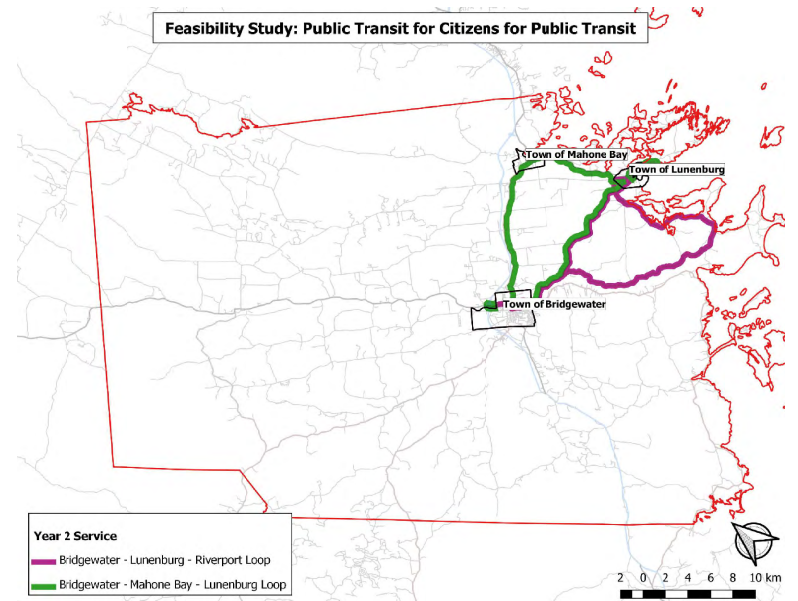 Feasibility Study: Public Transit for Citizens for Public Transit
Town of Mahone Bay
Town of Lunenburg
Town of Bridgewater
Year 2 Service
Bridgewater - Lunenburg - Riverport Loop
Bridgewater - Mahone Bay - Lunenburg Loop
2 0 2 4 6 8 10 km